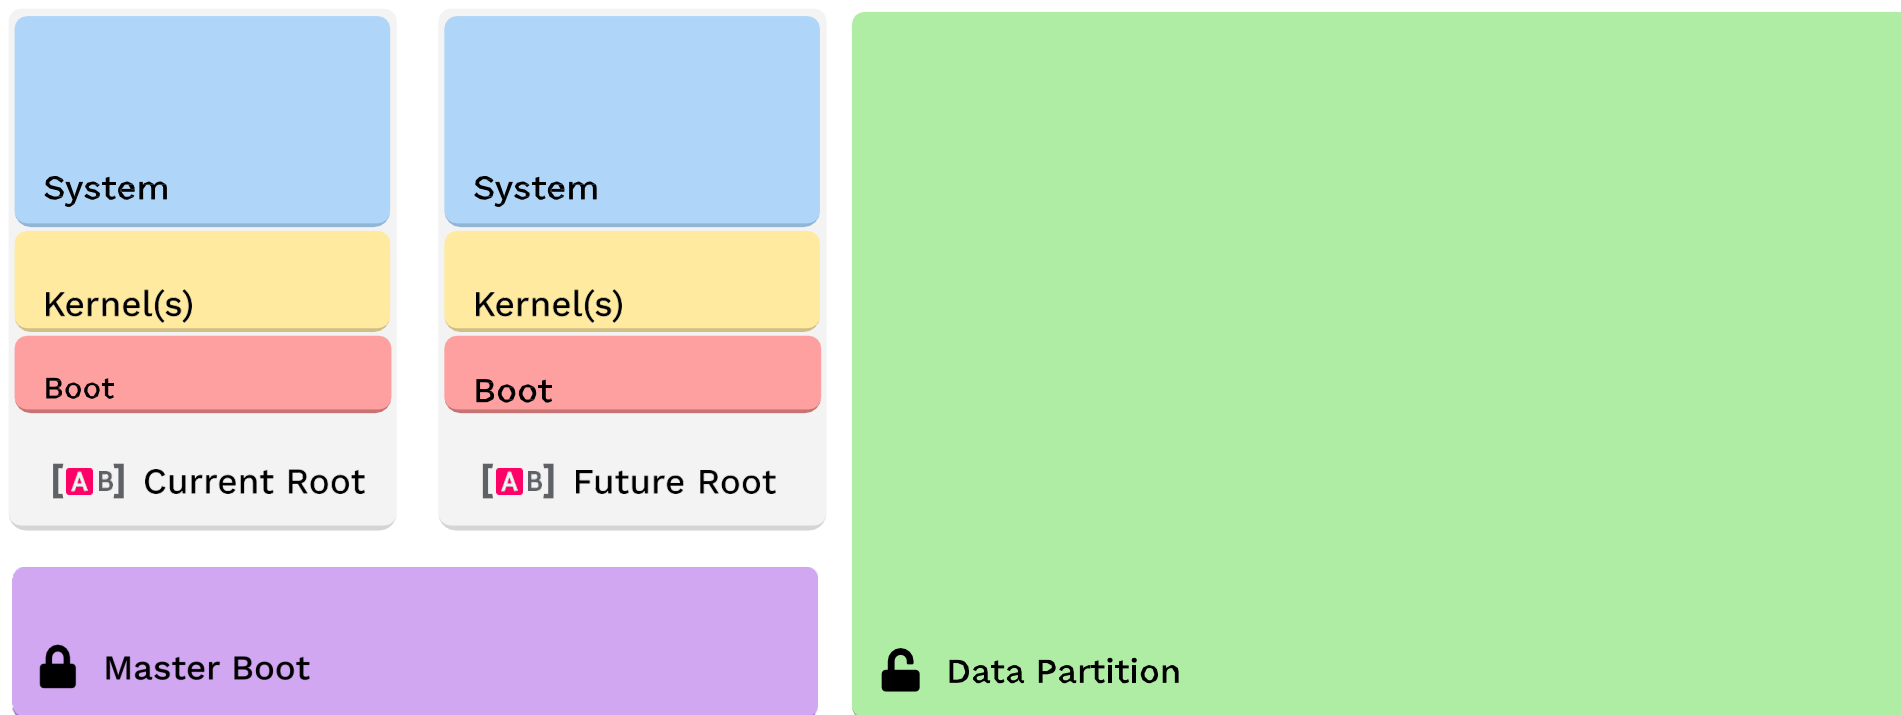 System
Kernel(s)
Boot
[AB] Current Root
System
Kernel(s)
Boot
[AB] Future Root
Master Boot
Data Partition